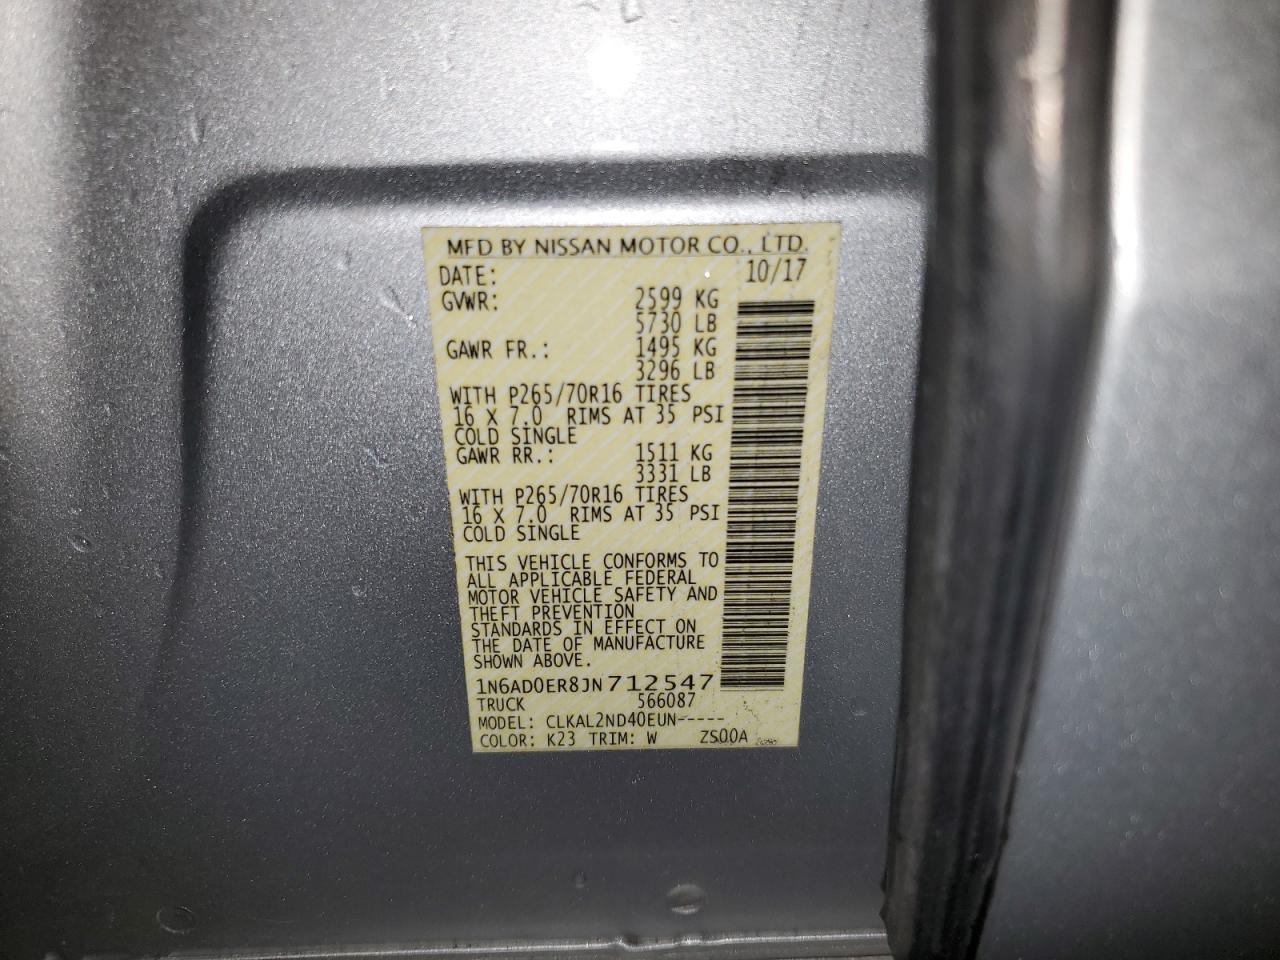 MFD BY NISSAN MOTOR CO., LTD.
DATE: 10/17
GVWR: 2599 KG
5730 LB
GAWR FR.: 1495 KG
3296 LB
WITH P265/70R16 TIRES
16 X 7.0 RIMS AT 35 PSI
COLD SINGLE
GAWR RR.: 1511 KG
3331 LB
WITH P265/70R16 TIRES
16 X 7.0 RIMS AT 35 PSI
COLD SINGLE
THIS VEHICLE CONFORMS TO
ALL APPLICABLE FEDERAL
MOTOR VEHICLE SAFETY AND
THEFT PREVENTION
STANDARDS IN EFFECT ON
THE DATE OF MANUFACTURE
SHOWN ABOVE.
1N6AD0ER8JN712547
TRUCK 566087
MODEL: CLKAL2ND40EUN-----
COLOR: K23 TRIM: W ZS00A